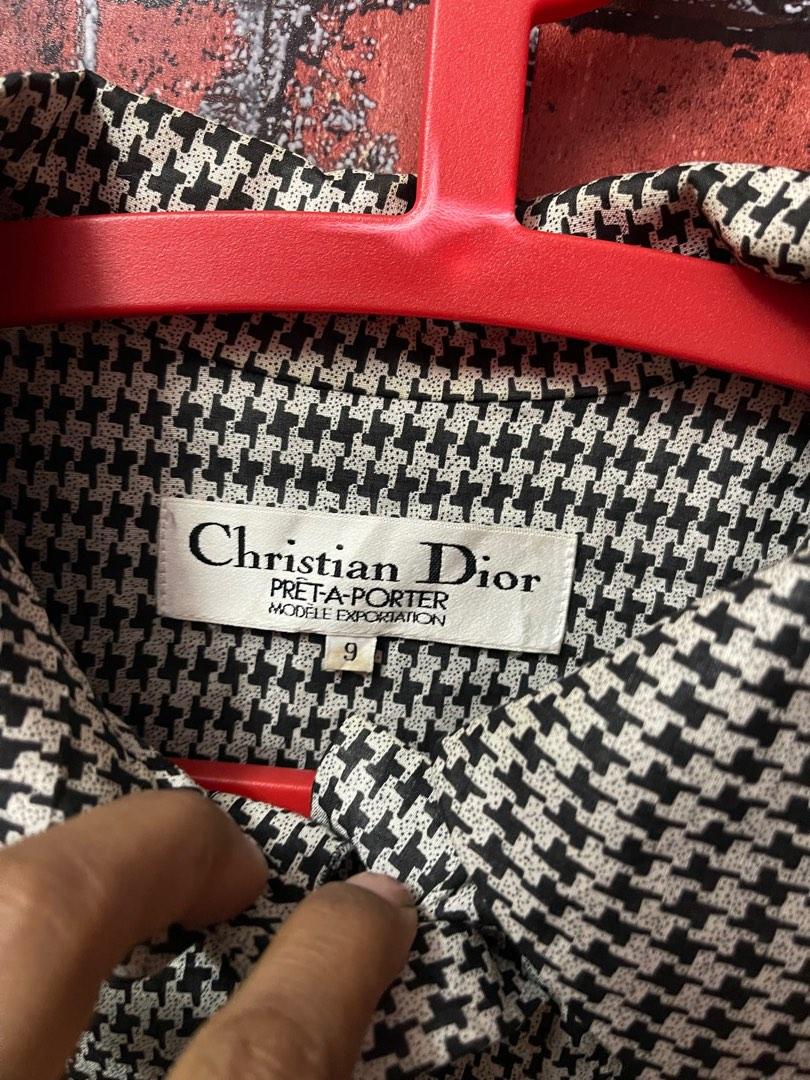 Christian Dior
PRÊT-A-PORTER
MODÈLE EXPORTATION
9